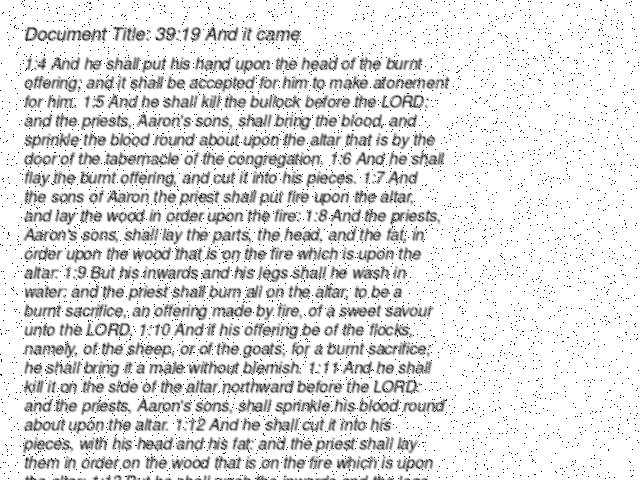 Document Title: 39:19 And it came
1:4 And he shall put his hand upon the head of the burnt
offering; and it shall be accepted for him to make atonement
for him. 1:5 And he shall kill the bullock before the LORD:
and the priests, Aaron's sons, shall bring the blood, and
sprinkle the blood round about upon the altar that is by the
door of the tabernacle of the congregation. 1:6 And he shall
flay the burnt offering, and cut it into his pieces. 1:7 And
the sons of Aaron the priest shall put fire upon the altar,
and lay the wood in order upon the fire: 1:8 And the priests,
Aaron's sons, shall lay the parts, the head, and the fat, in
order upon the wood that is on the fire which is upon the
altar: 1:9 But his inwards and his legs shall he wash in
water: and the priest shall burn all on the altar, to be a
burnt sacrifice, an offering made by fire, of a sweet savour
unto the LORD. 1:10 And if his offering be of the flocks,
namely, of the sheep, or of the goats, for a burnt sacrifice;
he shall bring it a male without blemish. 1:11 And he shall
kill it on the side of the altar northward before the LORD:
and the priests, Aaron's sons, shall sprinkle his blood round
about upon the altar. 1:12 And he shall cut it into his
pieces, with his head and his fat: and the priest shall lay
them in order on the wood that is on the fire which is upon
the altar: 1:13 But he shall wash the inwards and the legs